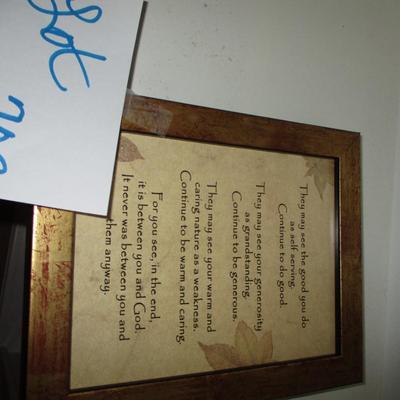 Lot
They may see the good you do
as self serving,
Continue to do good.
They may see your generosity
as grandstanding,
Continue to be generous.
They may see your warm and
caring nature as a weakness.
Continue to be warm and caring.
For you see, in the end,
it is between you and God.
It never was between you and
them anyway.